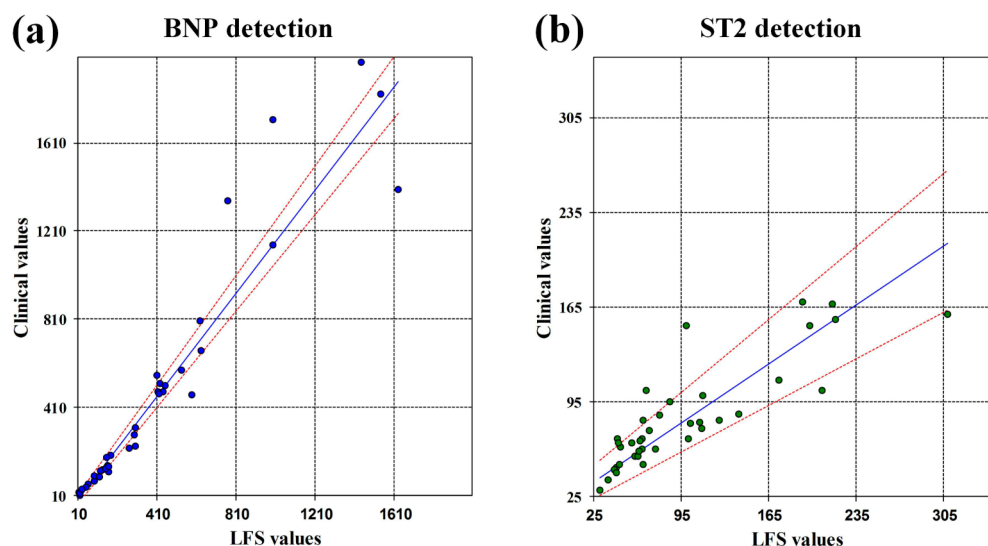 (a) BNP detection
Clinical values
1610
1210
810
410
10
10 410 810 1210 1610
LFS values
(b) ST2 detection
Clinical values
305
235
165
95
25
25 95 165 235 305
LFS values